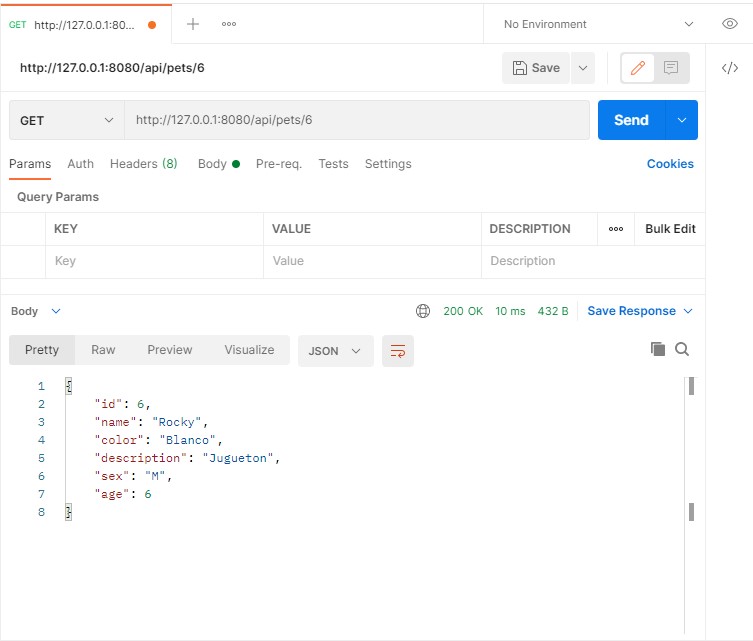 GET http://127.0.0.1:80... No Environment
http://127.0.0.1:8080/api/pets/6 Save
GET http://127.0.0.1:8080/api/pets/6 Send
Params Auth Headers (8) Body Pre-req. Tests Settings Cookies
Query Params
KEY VALUE DESCRIPTION Bulk Edit
Key Value Description
Body 200 OK 10 ms 432 B Save Response
Pretty Raw Preview Visualize JSON
1 {
2 "id": 6,
3 "name": "Rocky",
4 "color": "Blanco",
5 "description": "Jugueton",
6 "sex": "M",
7 "age": 6
8 }